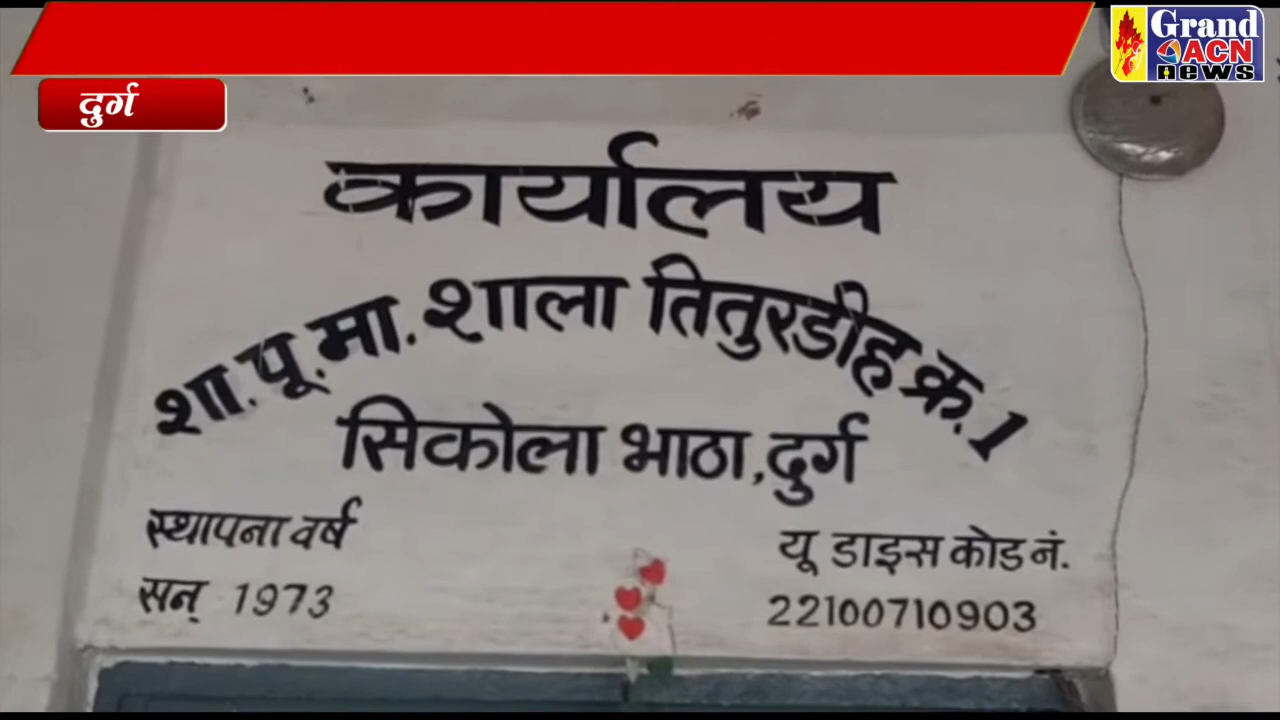 Grand
ACN
news
दुर्ग
कार्यालय
शा.पू.मा. शाला तितुरडीह क्र.1
सिकोला भाठा,दुर्ग
स्थापना वर्ष
सन् 1973
यू डाइस कोड नं.
22100710903